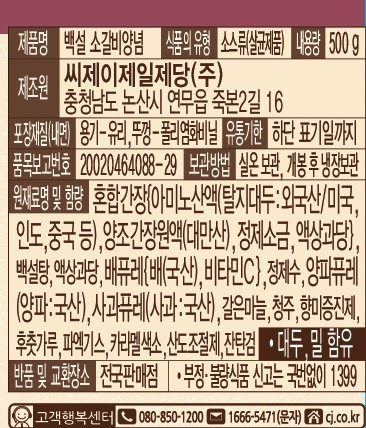 제품명 백설 소갈비양념 식품의 유형 소스류(살균제품) 내용량 500 g
제조원 씨제이제일제당(주)
충청남도 논산시 연무읍 죽본2길 16
포장재질(내면) 용기-유리, 뚜껑-폴리염화비닐 유통기한 하단 표기일까지
품목보고번호 20020464088-29 보관방법 실온 보관, 개봉 후 냉장보관
원재료명 및 함량 혼합간장{아미노산액(탈지대두:외국산/미국,
인도,중국 등), 양조간장원액(대만산), 정제소금, 액상과당},
백설탕, 액상과당, 배퓨레{배(국산), 비타민C}, 정제수, 양파퓨레
(양파:국산), 사과퓨레(사과:국산), 갈은마늘, 청주, 향미증진제,
후춧가루, 파엑기스, 카라멜색소, 산도조절제, 잔탄검 •대두, 밀 함유
반품 및 교환장소 전국판매점 •부정·불량식품 신고는 국번없이 1399
고객행복센터 080-850-1200 1666-5471(문자) cj.co.kr